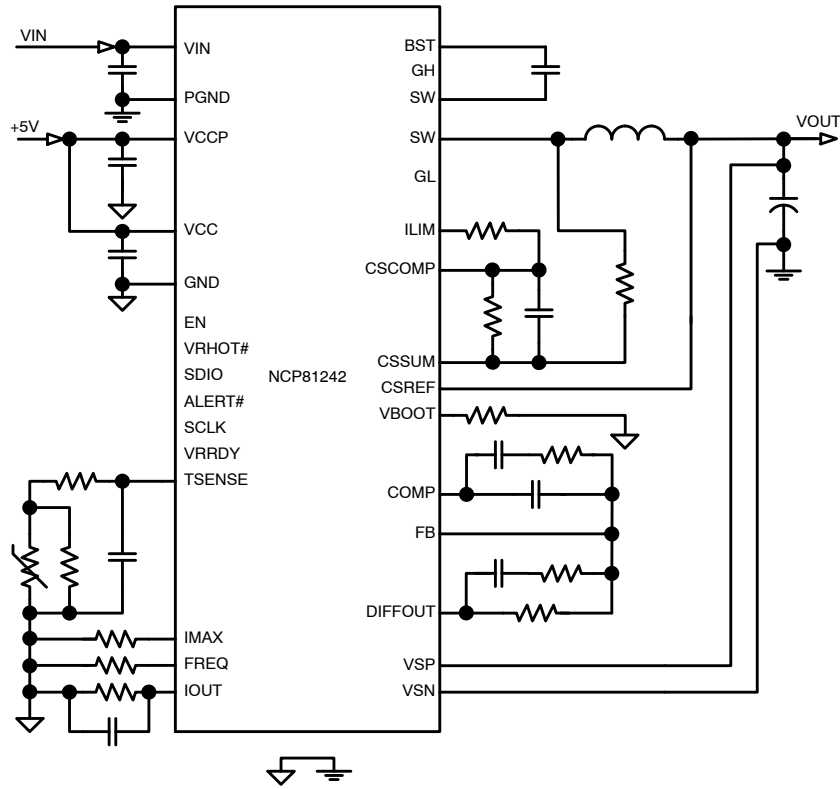 VIN
+5V
VIN
PGND
VCCP
VCC
GND
EN
VRHOT#
SDIO
ALERT#
SCLK
VRRDY
TSENSE
IMAX
FREQ
IOUT
NCP81242
BST
GH
SW
SW
GL
ILIM
CSCOMP
CSSUM
CSREF
VBOOT
COMP
FB
DIFFOUT
VSP
VSN
VOUT